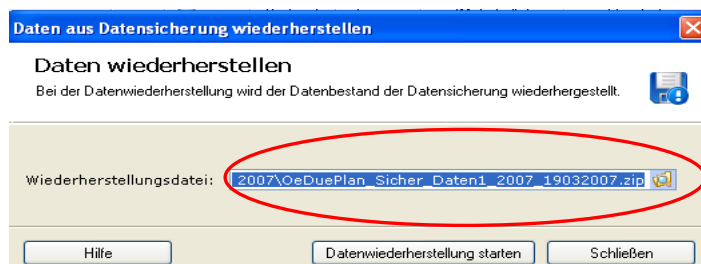 Daten aus Datensicherung wiederherstellen
Daten wiederherstellen
Bei der Datenwiederherstellung wird der Datenbestand der Datensicherung wiederhergestellt.
Wiederherstellungsdatei: 2007\OeDuePlan_Sicher_Daten1_2007_19032007.zip
Hilfe Datenwiederherstellung starten Schließen